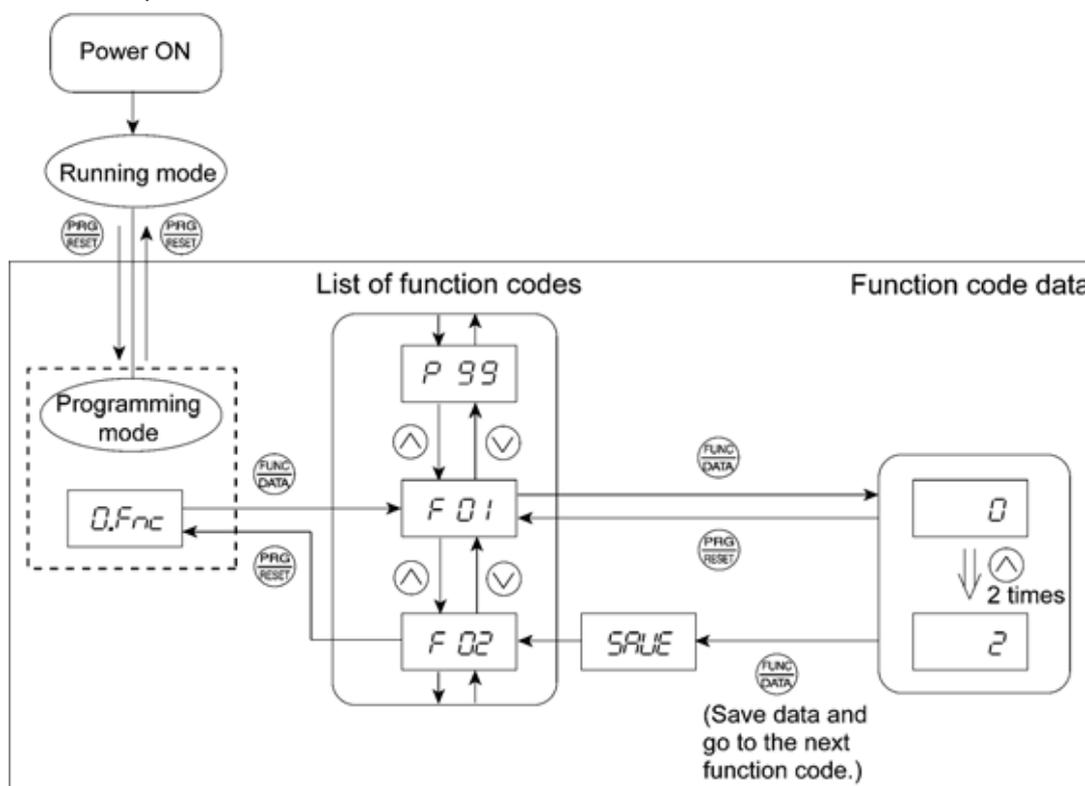 Power ON
Running mode
PRG
RESET
PRG
RESET
List of function codes
Function code data
P 99
Programming
mode
FUNC
DATA
FUNC
DATA
0.Fnc
F 01
0
PRG
RESET
PRG
RESET
2 times
F 02
SAVE
2
FUNC
DATA
(Save data and
go to the next
function code.)